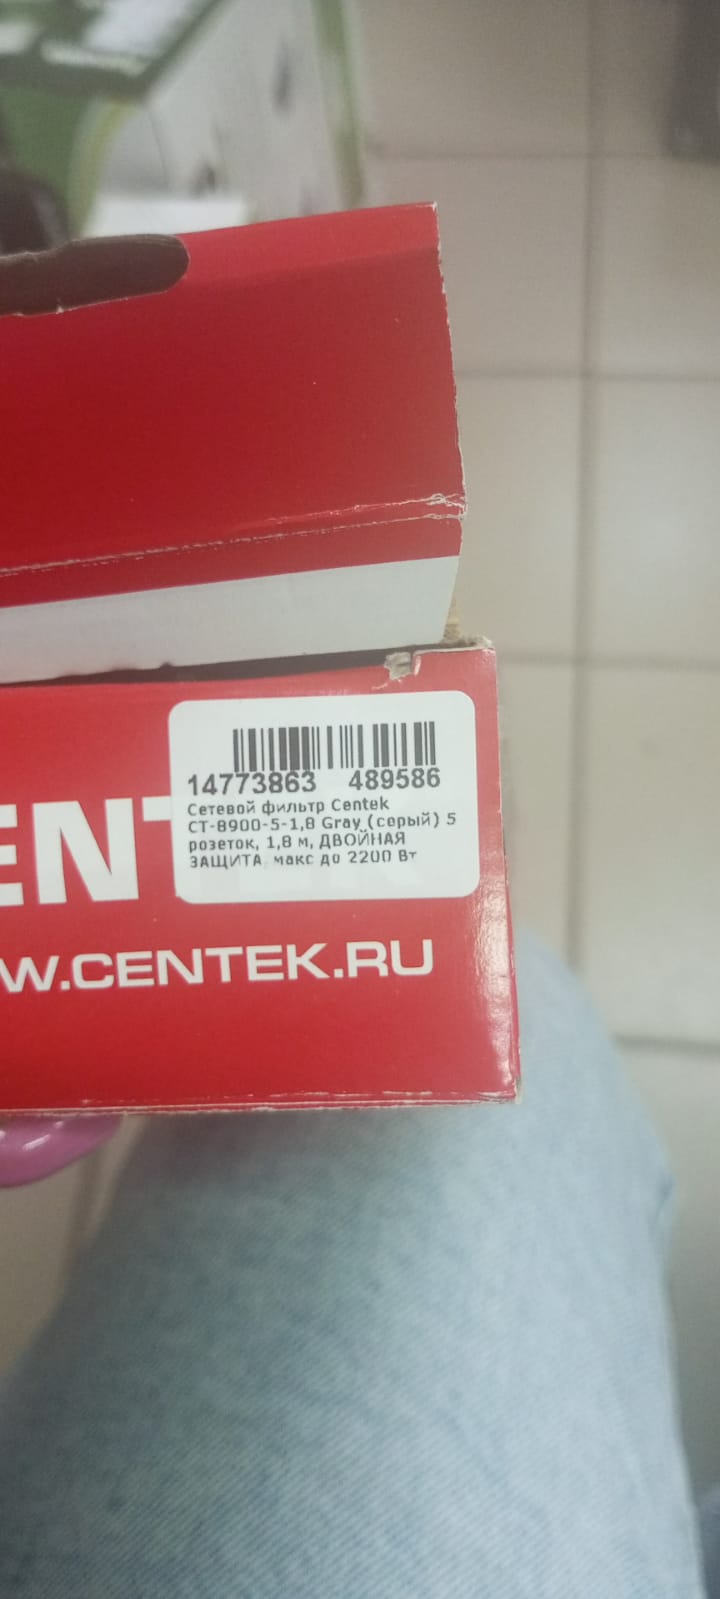 14773863 489586
Сетевой фильтр Centek
CT-8900-5-1,8 Gray (серый) 5
розеток, 1,8 м, ДВОЙНАЯ
ЗАЩИТА, макс до 2200 Вт
ENT
W.CENTEK.RU